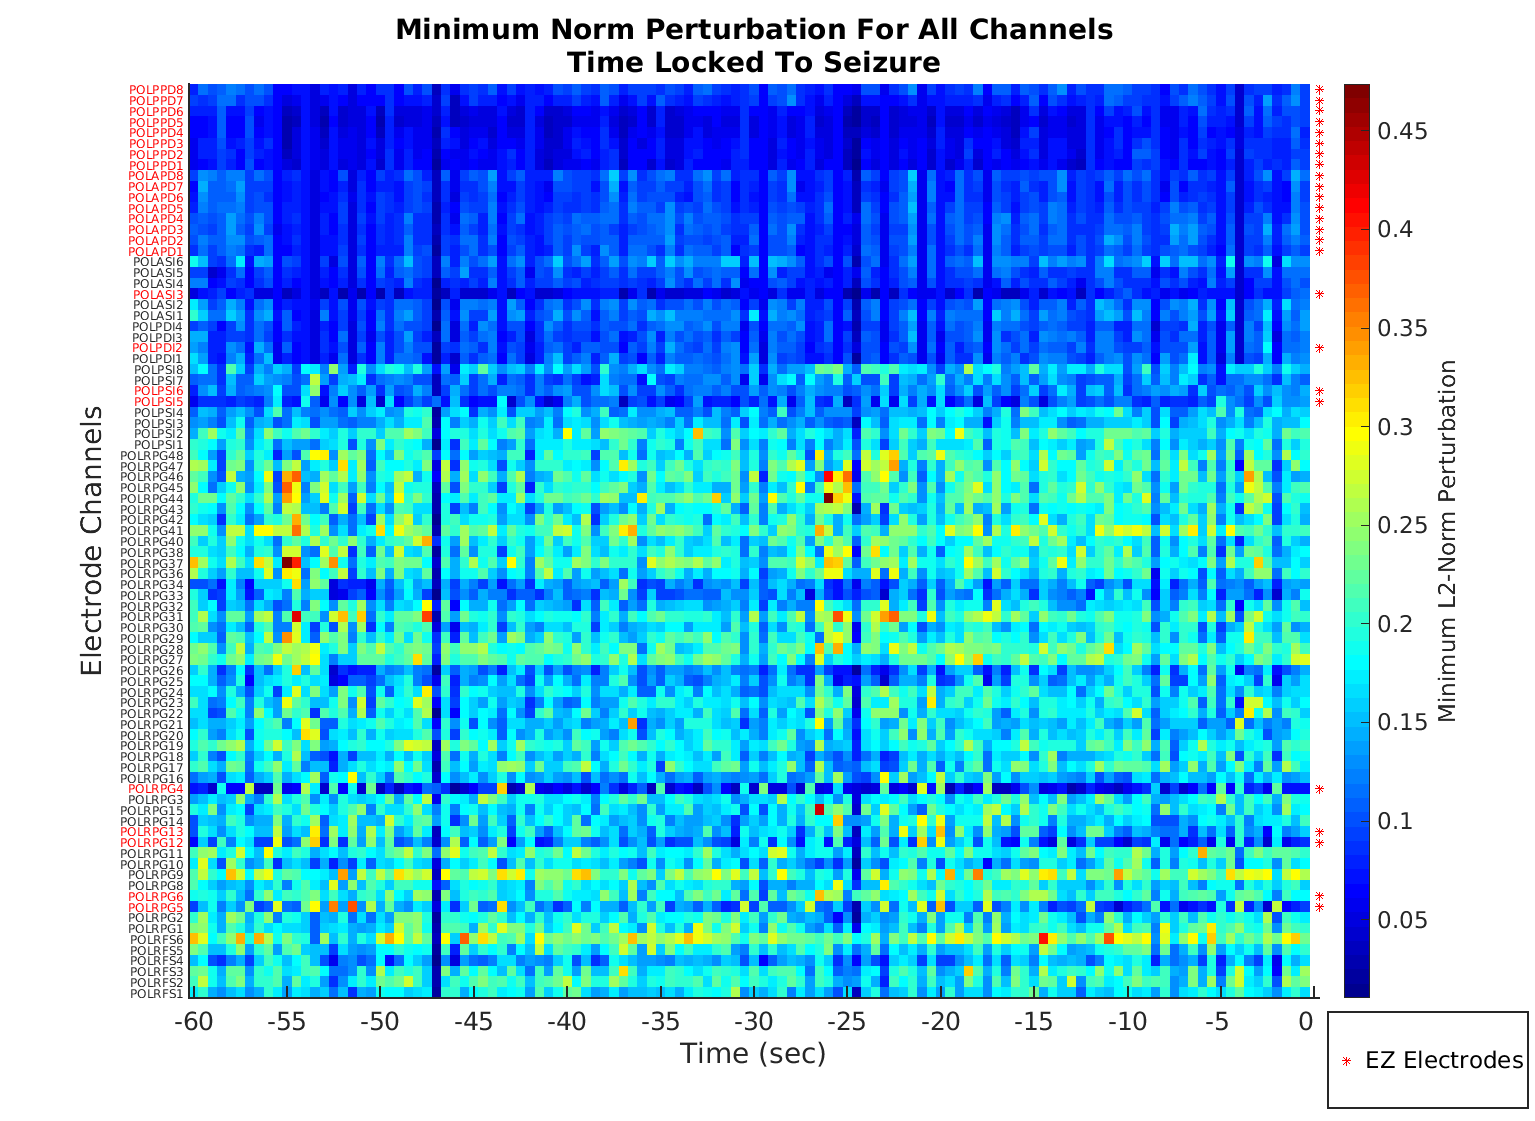 Minimum Norm Perturbation For All Channels
Time Locked To Seizure
Electrode Channels
POLPPD8
POLPPD7
POLPPD6
POLPPD5
POLPPD4
POLPPD3
POLPPD2
POLPPD1
POLAPD8
POLAPD7
POLAPD6
POLAPD5
POLAPD4
POLAPD3
POLAPD2
POLAPD1
POLASI6
POLASI5
POLASI4
POLASI3
POLASI2
POLASI1
POLPDI4
POLPDI3
POLPDI2
POLPDI1
POLPSI8
POLPSI7
POLPSI6
POLPSI5
POLPSI4
POLPSI3
POLPSI2
POLPSI1
POLRPG48
POLRPG47
POLRPG46
POLRPG45
POLRPG44
POLRPG43
POLRPG42
POLRPG41
POLRPG40
POLRPG38
POLRPG37
POLRPG36
POLRPG34
POLRPG33
POLRPG32
POLRPG31
POLRPG30
POLRPG29
POLRPG28
POLRPG27
POLRPG26
POLRPG25
POLRPG24
POLRPG23
POLRPG22
POLRPG21
POLRPG20
POLRPG19
POLRPG18
POLRPG17
POLRPG16
POLRPG4
POLRPG3
POLRPG15
POLRPG14
POLRPG13
POLRPG12
POLRPG11
POLRPG10
POLRPG9
POLRPG8
POLRPG6
POLRPG5
POLRPG2
POLRPG1
POLRFS6
POLRFS5
POLRFS4
POLRFS3
POLRFS2
POLRFS1
-60 -55 -50 -45 -40 -35 -30 -25 -20 -15 -10 -5 0
Time (sec)
0.45
0.4
0.35
0.3
0.25
0.2
0.15
0.1
0.05
Minimum L2-Norm Perturbation
EZ Electrodes